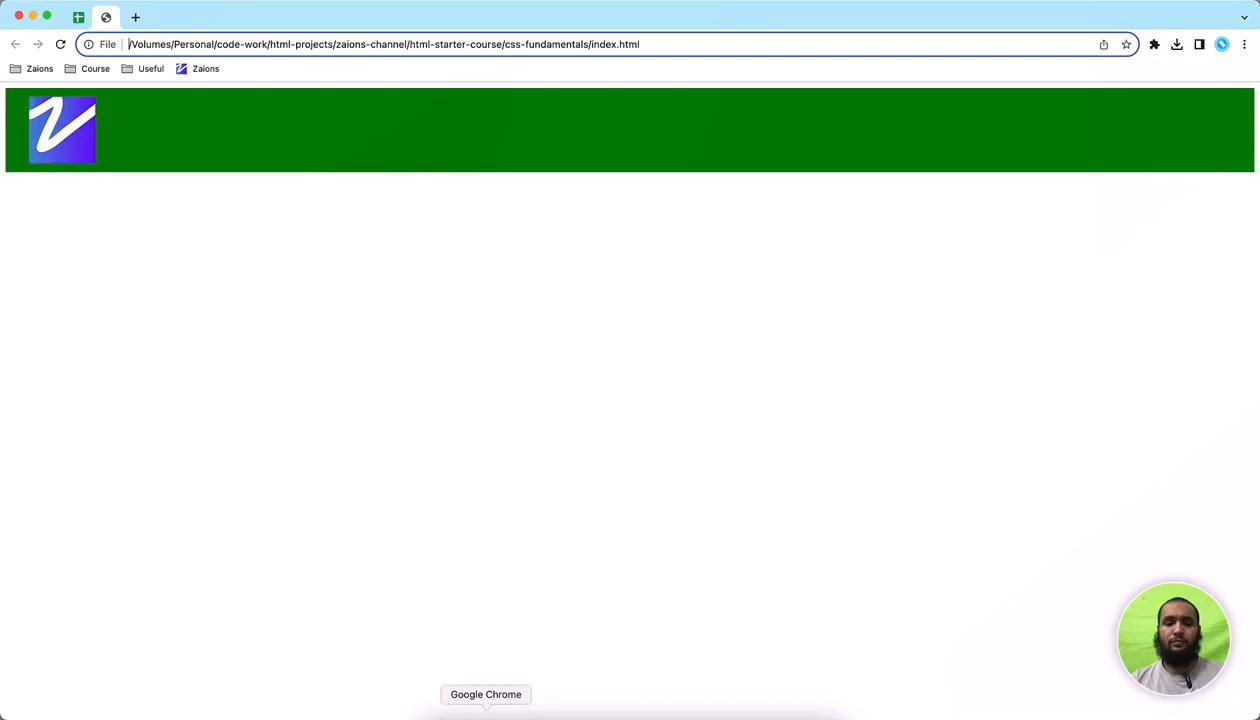 File
/Volumes/Personal/code-work/html-projects/zaions-channel/html-starter-course/css-fundamentals/index.html
Zaions
Course
Useful
Zaions
Google Chrome